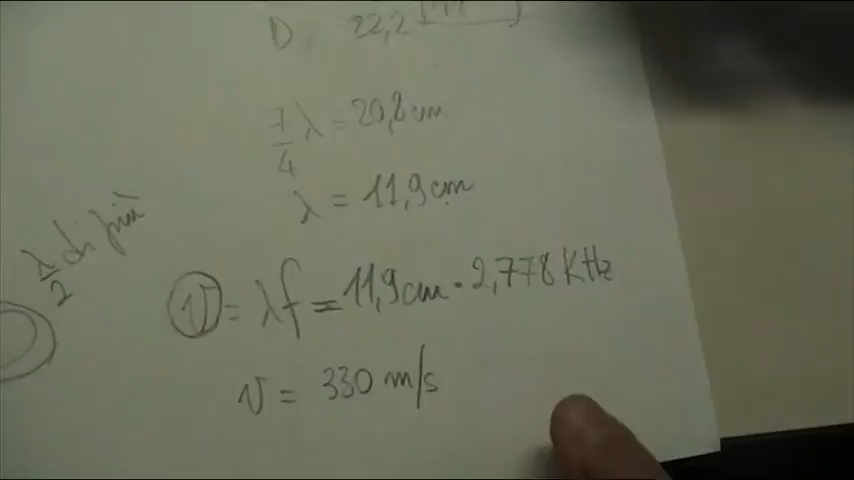 D 22,2
7/4 λ = 20,8 cm
λ = 11,9 cm
λ/2 di più
v = λf = 11,9 cm · 2,778 KHz
v = 330 m/s